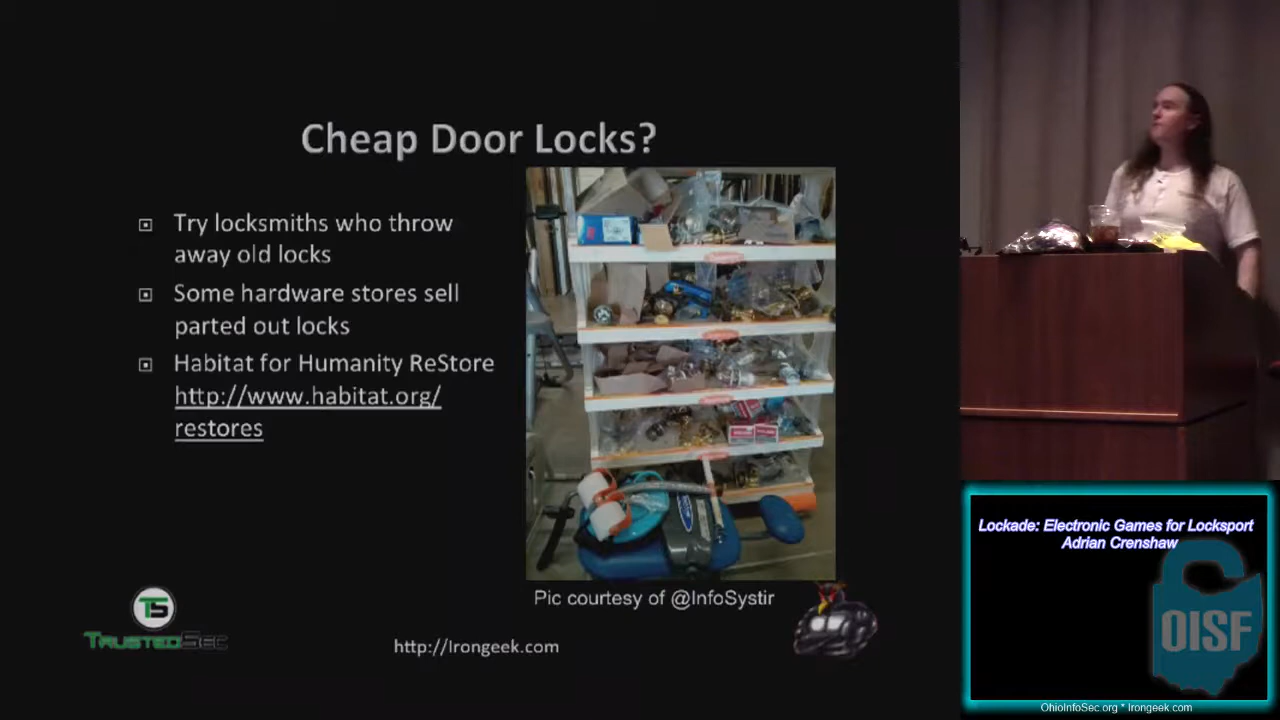 Cheap Door Locks?
Try locksmiths who throw
away old locks
Some hardware stores sell
parted out locks
Habitat for Humanity ReStore
http://www.habitat.org/
restores
Pic courtesy of @InfoSystir
TS
TRUSTEDSEC
http://Irongeek.com
Lockade: Electronic Games for Locksport
Adrian Crenshaw
OISF
OhioInfoSec.org * Irongeek.com